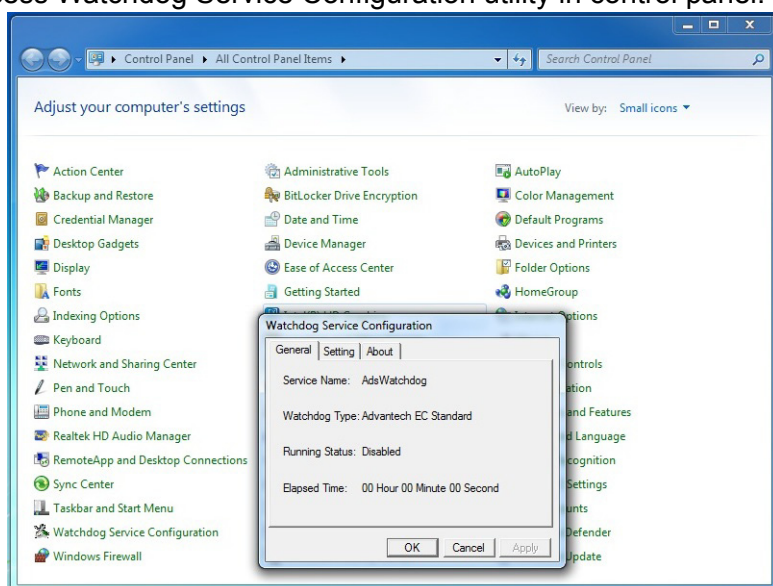 ess Watchdog Service Configuration utility in control panel.
Control Panel ▸ All Control Panel Items ▸
Search Control Panel
Adjust your computer's settings
View by: Small icons
Action Center
Administrative Tools
AutoPlay
Backup and Restore
BitLocker Drive Encryption
Color Management
Credential Manager
Date and Time
Default Programs
Desktop Gadgets
Device Manager
Devices and Printers
Display
Ease of Access Center
Folder Options
Fonts
Getting Started
HomeGroup
Indexing Options
ptions
Keyboard
Network and Sharing Center
ontrols
Pen and Touch
ation
Phone and Modem
and Features
Realtek HD Audio Manager
d Language
RemoteApp and Desktop Connections
cognition
Sync Center
Settings
Taskbar and Start Menu
unts
Watchdog Service Configuration
Defender
Windows Firewall
Update
Watchdog Service Configuration
General Setting About
Service Name: AdsWatchdog
Watchdog Type: Advantech EC Standard
Running Status: Disabled
Elapsed Time: 00 Hour 00 Minute 00 Second
OK Cancel Apply